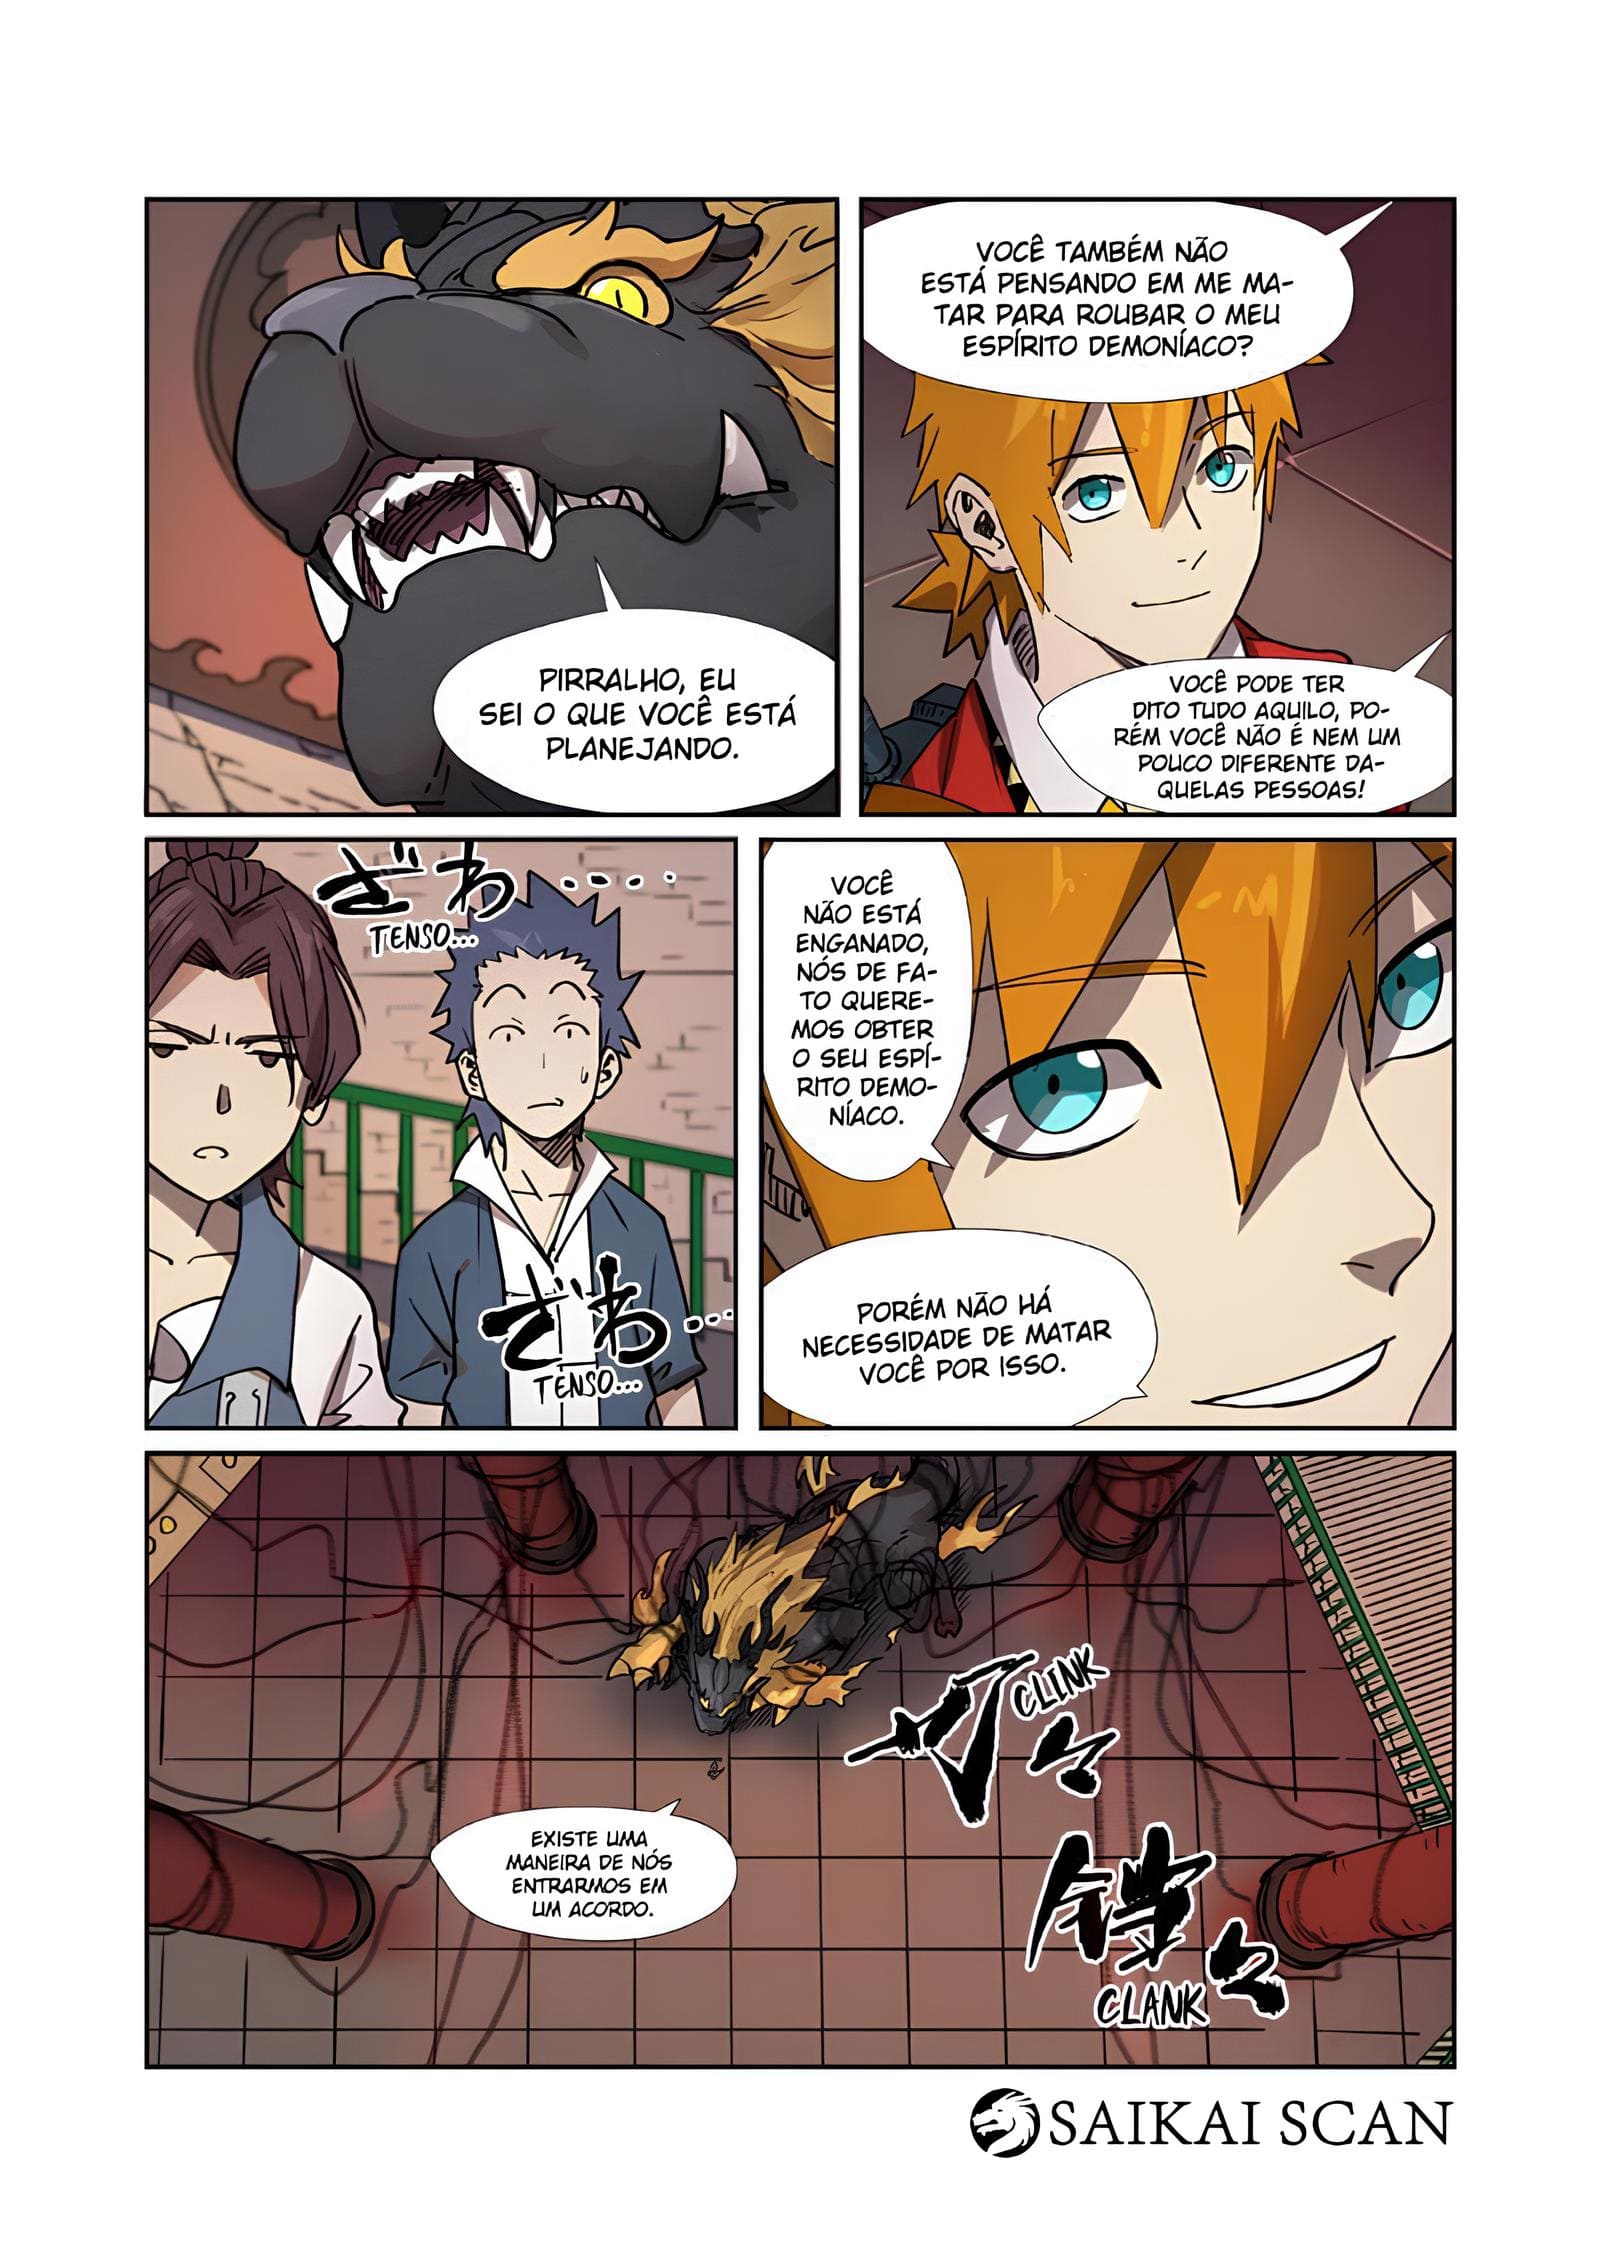 PIRRALHO, EU
SEI O QUE VOCÊ ESTÁ
PLANEJANDO.
VOCÊ TAMBÉM NÃO
ESTÁ PENSANDO EM ME MA-
TAR PARA ROUBAR O MEU
ESPÍRITO DEMONÍACO?
VOCÊ PODE TER
DITO TUDO AQUILO, PO-
RÉM VOCÊ NÃO É NEM UM
POUCO DIFERENTE DA-
QUELAS PESSOAS!
ざわ....
TENSO...
ざわ...
TENSO...
VOCÊ
NÃO ESTÁ
ENGANADO,
NÓS DE FA-
TO QUERE-
MOS OBTER
O SEU ESPÍ-
RITO DEMO-
NÍACO.
PORÉM NÃO HÁ
NECESSIDADE DE MATAR
VOCÊ POR ISSO.
叮々
CLINK
EXISTE UMA
MANEIRA DE NÓS
ENTRARMOS EM
UM ACORDO.
CLANK
SAIKAI SCAN